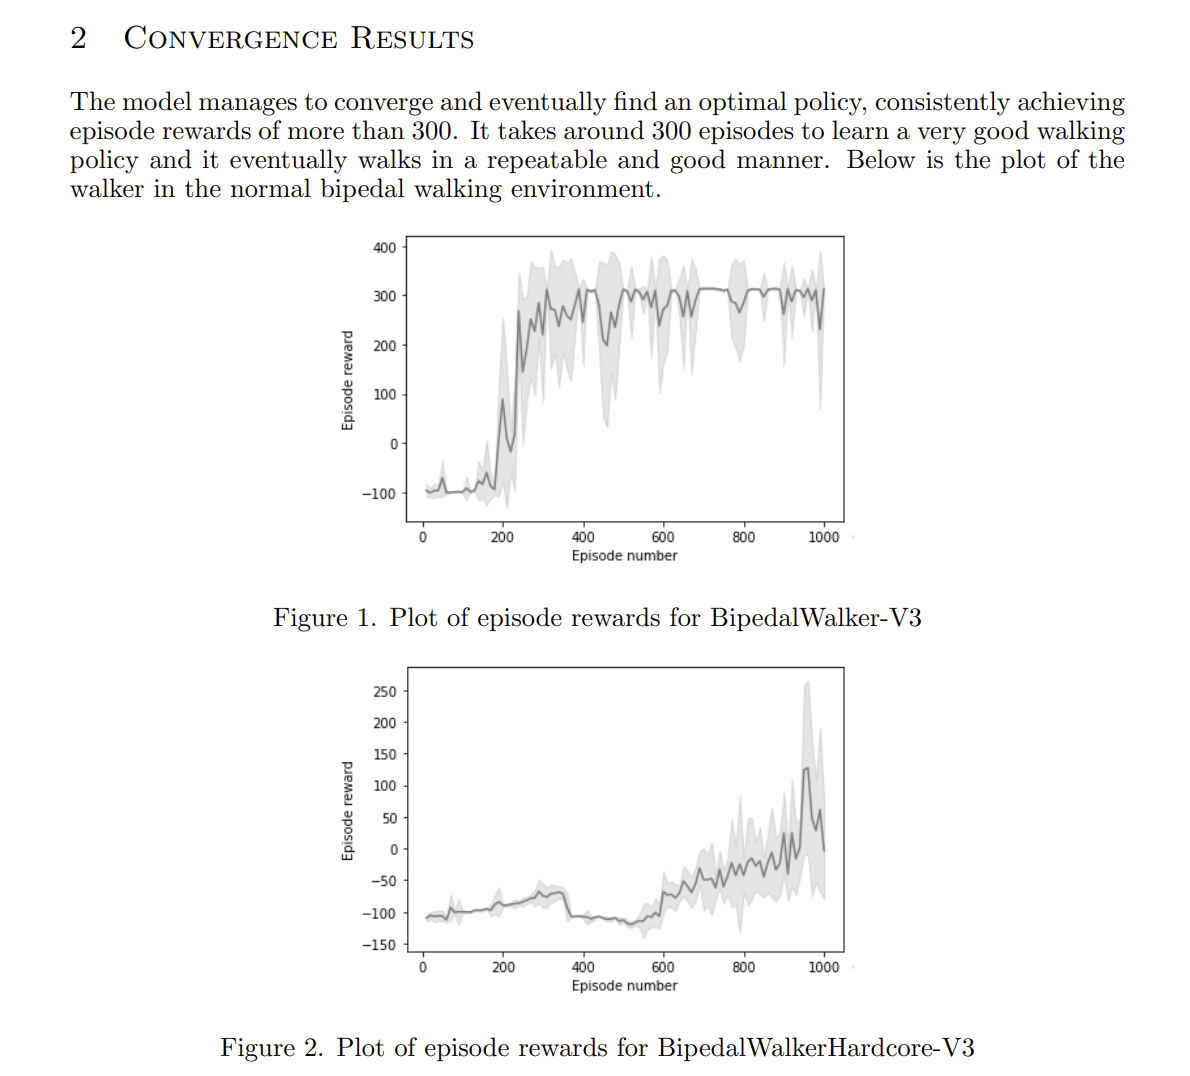 2 CONVERGENCE RESULTS
The model manages to converge and eventually find an optimal policy, consistently achieving
episode rewards of more than 300. It takes around 300 episodes to learn a very good walking
policy and it eventually walks in a repeatable and good manner. Below is the plot of the
walker in the normal bipedal walking environment.
400
300
200
100
0
−100
Episode reward
0 200 400 600 800 1000
Episode number
Figure 1. Plot of episode rewards for BipedalWalker-V3
250
200
150
100
50
0
−50
−100
−150
Episode reward
0 200 400 600 800 1000
Episode number
Figure 2. Plot of episode rewards for BipedalWalkerHardcore-V3